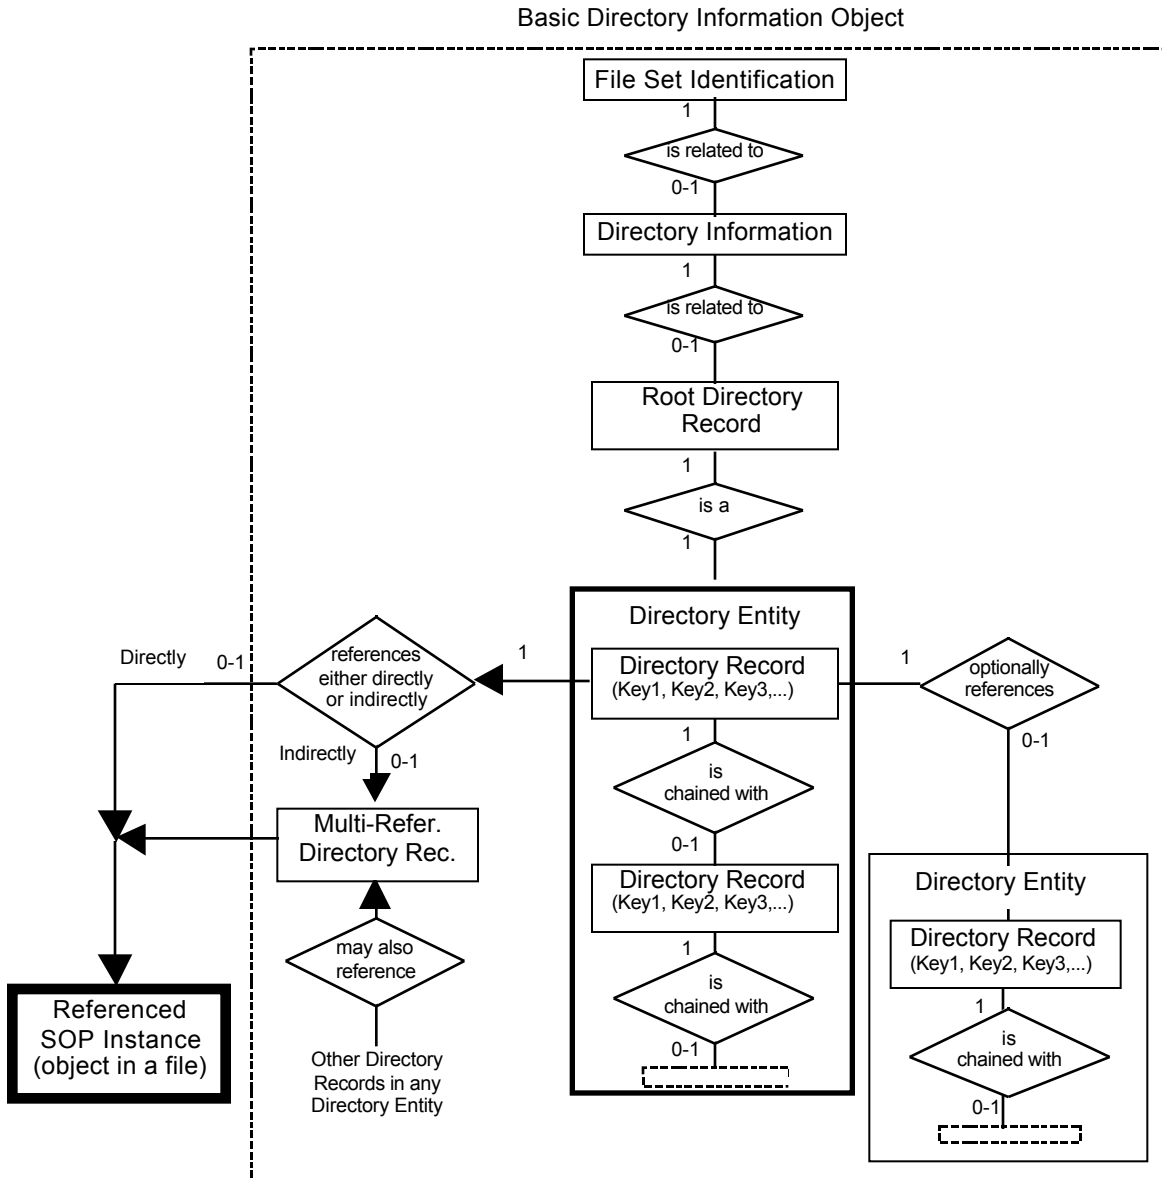 Basic Directory Information Object
File Set Identification
1
is related to
0-1
Directory Information
1
is related to
0-1
Root Directory
Record
1
is a
1
Directory Entity
Directory Record
(Key1, Key2, Key3,...)
1
is
chained with
0-1
Directory Record
(Key1, Key2, Key3,...)
1
is
chained with
0-1
1
references
either directly
or indirectly
0-1
Directly
Indirectly
0-1
Multi-Refer.
Directory Rec.
may also
reference
Other Directory
Records in any
Directory Entity
Referenced
SOP Instance
(object in a file)
1
optionally
references
0-1
Directory Entity
Directory Record
(Key1, Key2, Key3,...)
1
is
chained with
0-1